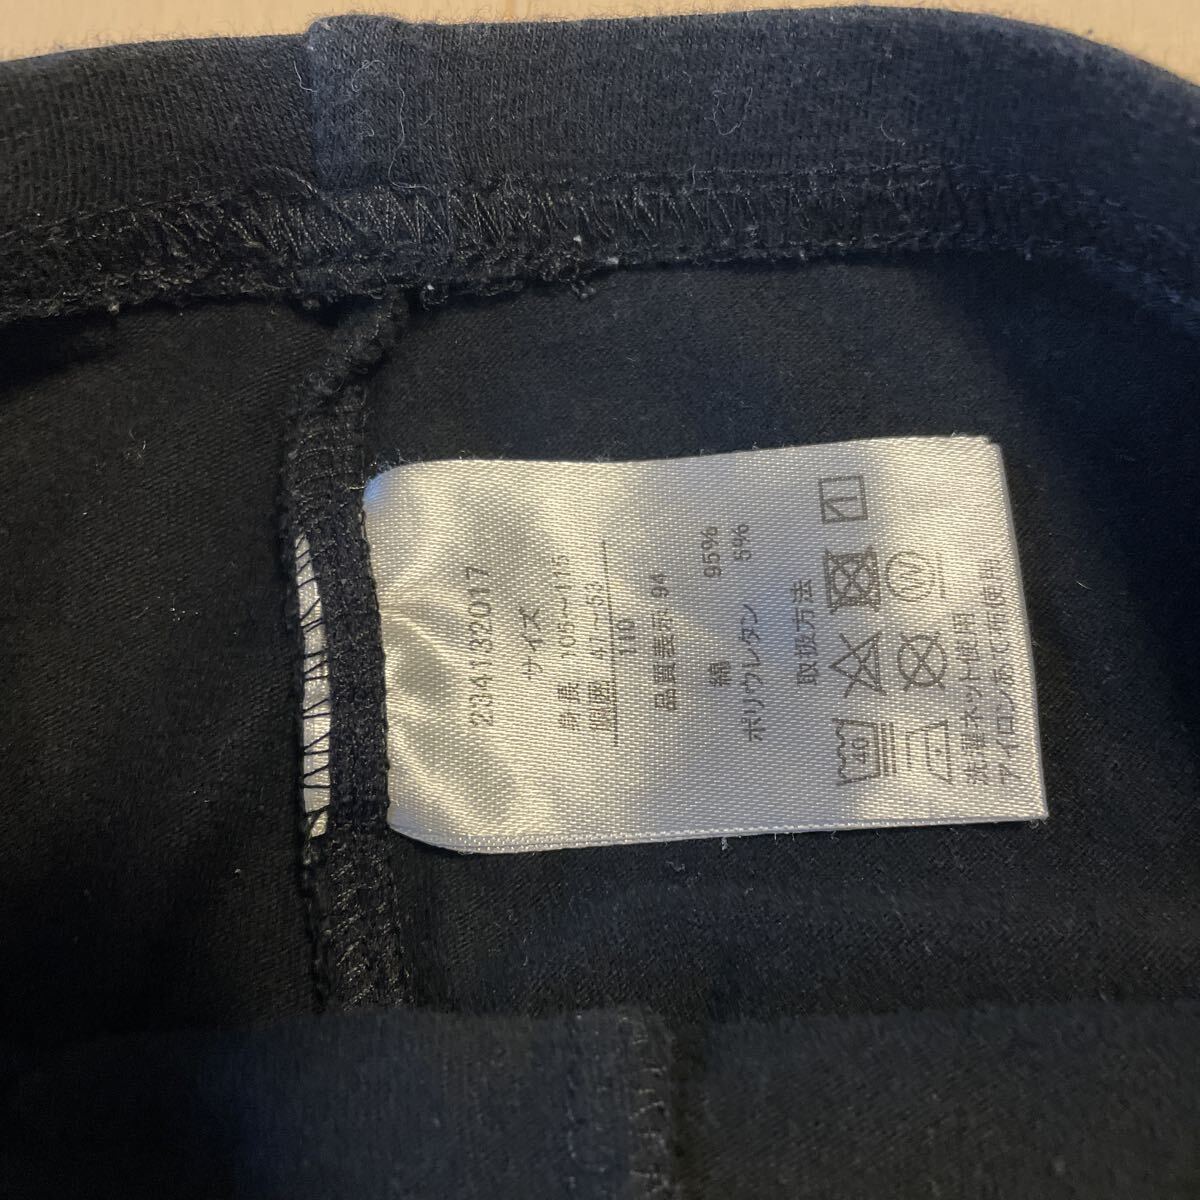 234132017
サイズ
身長 105～115
胴囲 47～53
110
品質表示: 94
綿 95%
ポリウレタン 5%
取扱方法
40
W
洗濯ネット使用
アイロンあて布使用